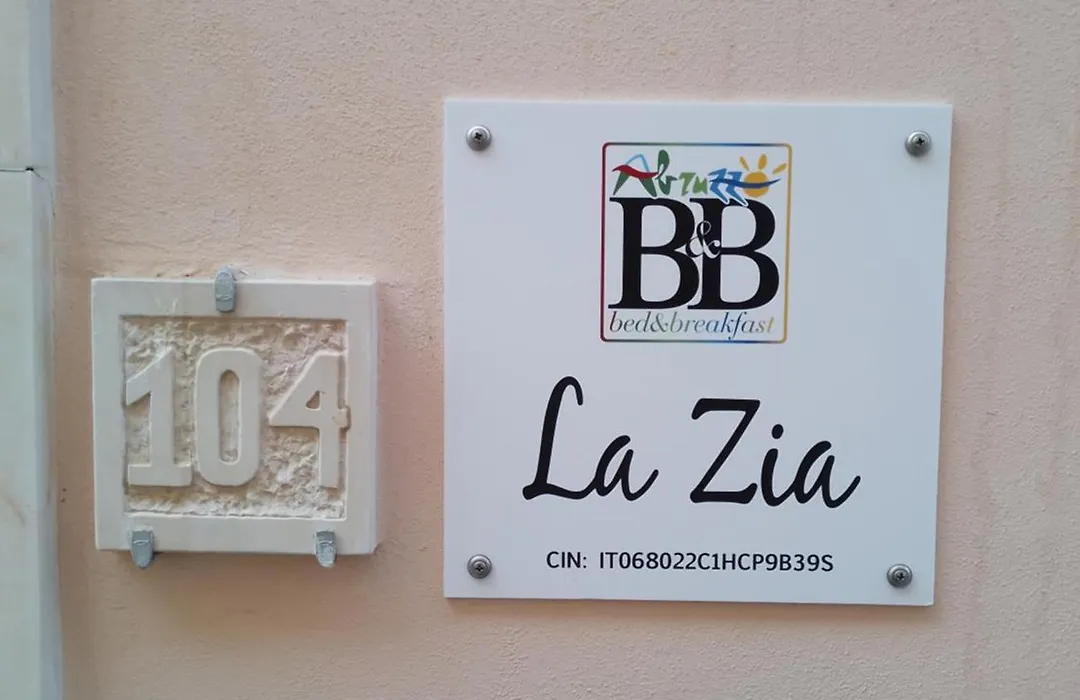 104
Abruzzo
B&B
bed&breakfast
La Zia
CIN: IT068022C1HCP9B39S